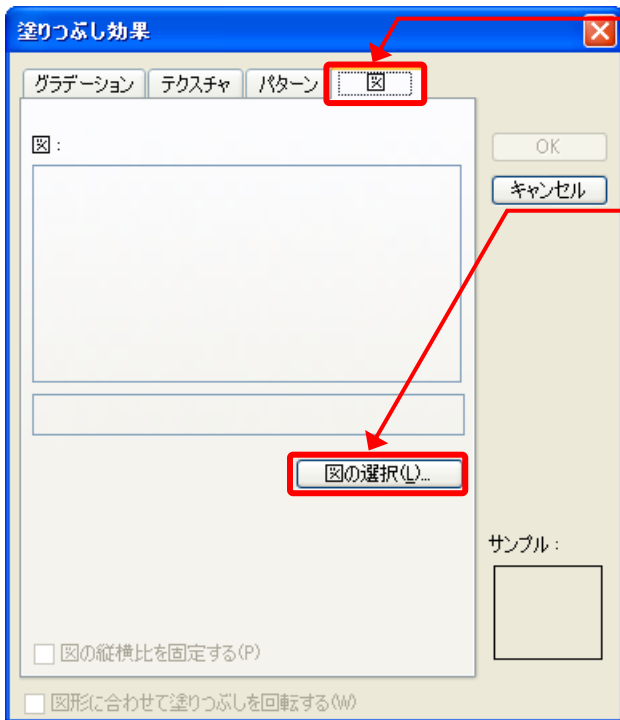 塗りつぶし効果
グラデーション テクスチャ パターン 図
図：
OK
キャンセル
図の選択(L)...
サンプル：
図の縦横比を固定する(P)
図形に合わせて塗りつぶしを回転する(W)